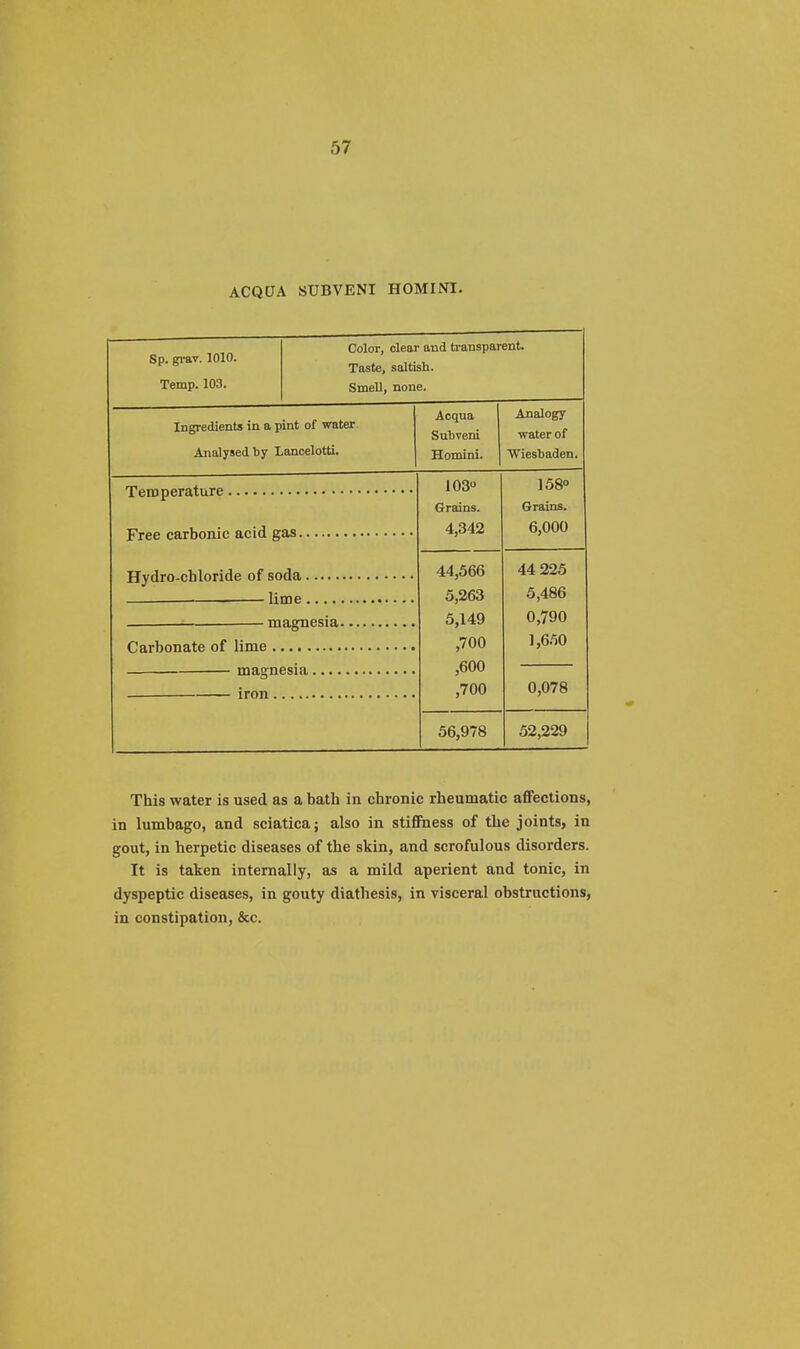 57
ACQUA SUBVENI HOMINI.
Sp. grav. 1010.
Temp. 103.
Color, clear and transparent.
Taste, saltish.
Smell, none.
Ingredients in a pint of water.
Analysed by Lancelotti.
Acqua
Subveni
Homini.
Analogy
water of
Wiesbaden.
Temperature .................... 103° 158°
Grains. Grains.
Free carbonic acid gas............... 4,342 6,000
Hydro-chloride of soda .............. 44,566 44 225
———— lime .............. 5,263 5,486
———— magnesia.......... 5,149 0,790
Carbonate of lime .................. ,700 1,650
———— magnesia .............. ,600 ———
———— iron .................. ,700 0,078
56,978 52,229
This water is used as a bath in chronic rheumatic affections,
in lumbago, and sciatica; also in stiffness of the joints, in
gout, in herpetic diseases of the skin, and scrofulous disorders.
It is taken internally, as a mild aperient and tonic, in
dyspeptic diseases, in gouty diathesis, in visceral obstructions,
in constipation, &c.